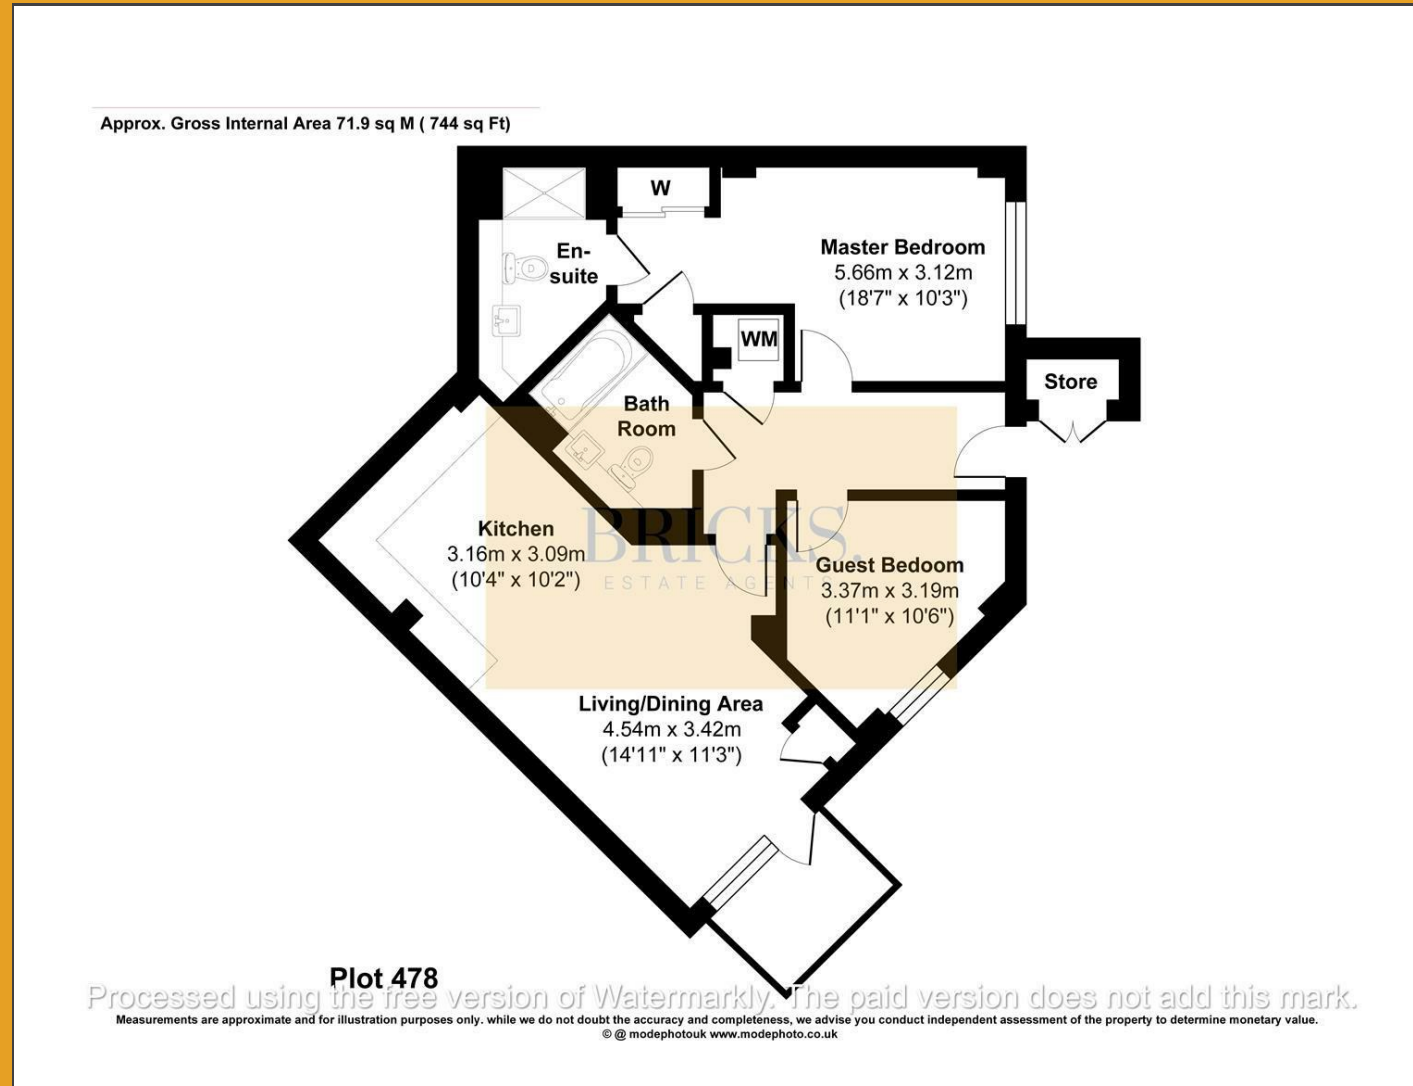 Approx. Gross Internal Area 71.9 sq M ( 744 sq Ft)
W
Master Bedroom
5.66m x 3.12m
(18'7" x 10'3")
En-
suite
WM
Store
Bath
Room
Kitchen
3.16m x 3.09m
(10'4" x 10'2")
BRICKS.
ESTATE AGENTS
Guest Bedoom
3.37m x 3.19m
(11'1" x 10'6")
Living/Dining Area
4.54m x 3.42m
(14'11" x 11'3")
Plot 478
Processed using the free version of Watermarkly. The paid version does not add this mark.
Measurements are approximate and for illustration purposes only. while we do not doubt the accuracy and completeness, we advise you conduct independent assessment of the property to determine monetary value.
© @ modephotouk www.modephoto.co.uk